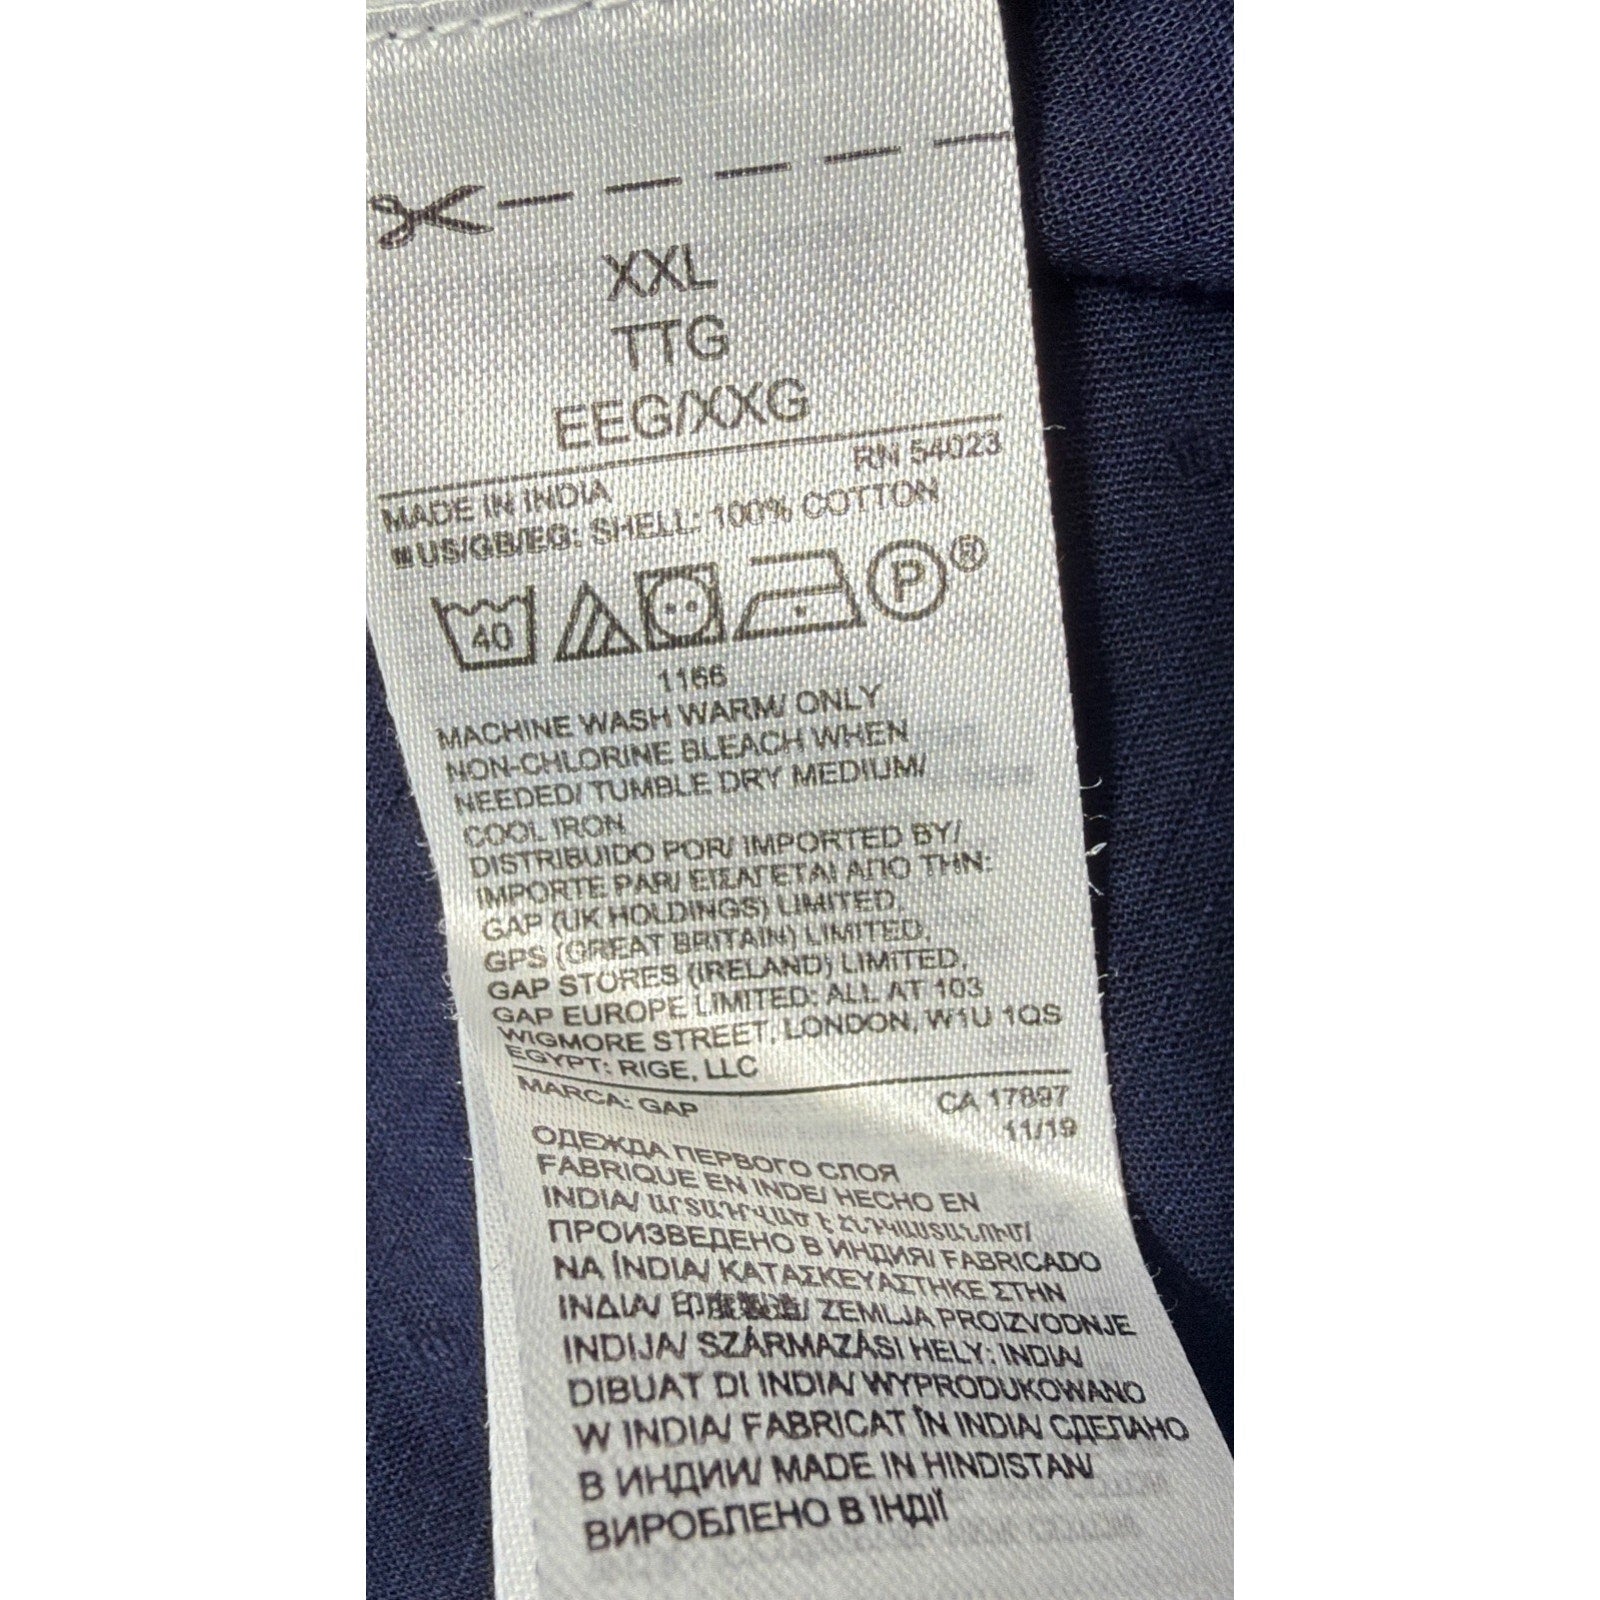 XXL
TTG
EEG/XXG
RN 54023
MADE IN INDIA
US/GB/EG: SHELL: 100% COTTON
40 P ®
1166
MACHINE WASH WARM/ ONLY
NON-CHLORINE BLEACH WHEN
NEEDED/ TUMBLE DRY MEDIUM/
COOL IRON
DISTRIBUIDO POR/ IMPORTED BY/
IMPORTE PAR/ ΕΙΣΑΓΕΤΑΙ ΑΠΟ ΤΗΝ:
GAP (UK HOLDINGS) LIMITED,
GPS (GREAT BRITAIN) LIMITED,
GAP STORES (IRELAND) LIMITED,
GAP EUROPE LIMITED: ALL AT 103
WIGMORE STREET, LONDON, W1U 1QS
EGYPT: RIGE, LLC
MARCA: GAP
CA 17897
11/19
ОДЕЖДА ПЕРВОГО СЛОЯ
FABRIQUE EN INDE/ HECHO EN
INDIA/ ԱՐՏԱԴՐՎԱԾ Է ՀՆԴԿԱՍՏԱՆՈՒՄ/
ПРОИЗВЕДЕНО В ИНДИЯ/ FABRICADO
NA ÍNDIA/ ΚΑΤΑΣΚΕΥΑΣΤΗΚΕ ΣΤΗΝ
ΙΝΔΙΑ/ 印度製造/ ZEMLJA PROIZVODNJE
INDIJA/ SZÁRMAZÁSI HELY: INDIA/
DIBUAT DI INDIA/ WYPRODUKOWANO
W INDIA/ FABRICAT ÎN INDIA/ СДЕЛАНО
В ИНДИИ/ MADE IN HINDISTAN/
ВИРОБЛЕНО В ІНДІЇ